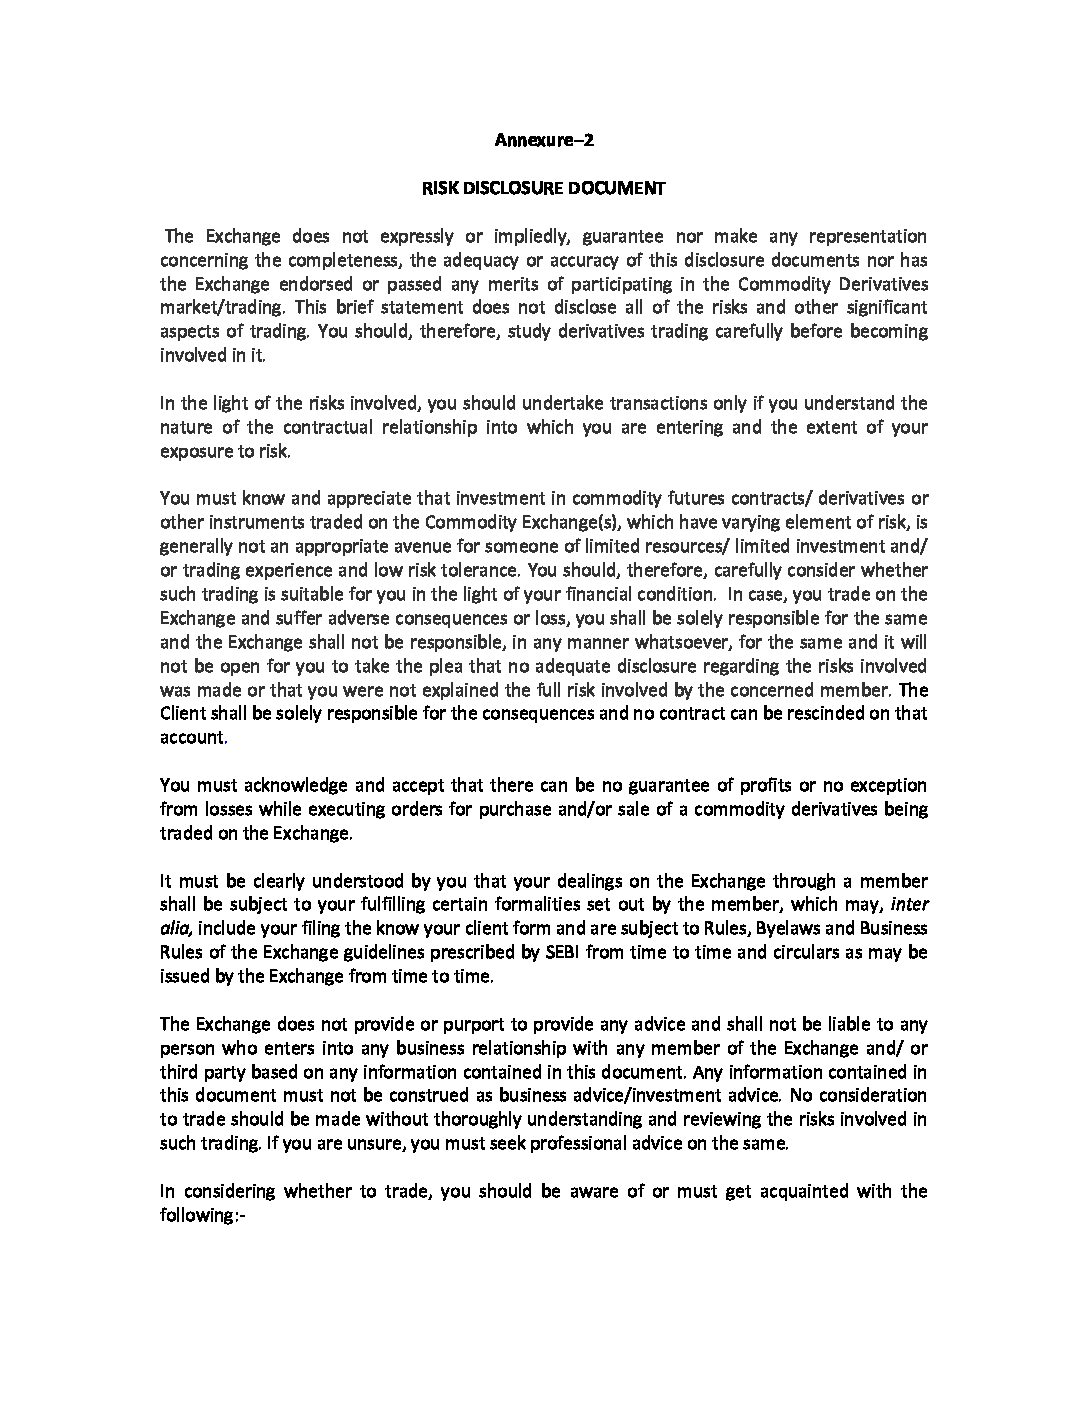 Annexure–2
RISK DISCLOSURE DOCUMENT
The Exchange does not expressly or impliedly, guarantee nor make any representation
concerning the completeness, the adequacy or accuracy of this disclosure documents nor has
the Exchange endorsed or passed any merits of participating in the Commodity Derivatives
market/trading. This brief statement does not disclose all of the risks and other significant
aspects of trading. You should, therefore, study derivatives trading carefully before becoming
involved in it.
In the light of the risks involved, you should undertake transactions only if you understand the
nature of the contractual relationship into which you are entering and the extent of your
exposure to risk.
You must know and appreciate that investment in commodity futures contracts/ derivatives or
other instruments traded on the Commodity Exchange(s), which have varying element of risk, is
generally not an appropriate avenue for someone of limited resources/ limited investment and/
or trading experience and low risk tolerance. You should, therefore, carefully consider whether
such trading is suitable for you in the light of your financial condition. In case, you trade on the
Exchange and suffer adverse consequences or loss, you shall be solely responsible for the same
and the Exchange shall not be responsible, in any manner whatsoever, for the same and it will
not be open for you to take the plea that no adequate disclosure regarding the risks involved
was made or that you were not explained the full risk involved by the concerned member. The
Client shall be solely responsible for the consequences and no contract can be rescinded on that
account.
You must acknowledge and accept that there can be no guarantee of profits or no exception
from losses while executing orders for purchase and/or sale of a commodity derivatives being
traded on the Exchange.
It must be clearly understood by you that your dealings on the Exchange through a member
shall be subject to your fulfilling certain formalities set out by the member, which may, inter
alia, include your filing the know your client form and are subject to Rules, Byelaws and Business
Rules of the Exchange guidelines prescribed by SEBI from time to time and circulars as may be
issued by the Exchange from time to time.
The Exchange does not provide or purport to provide any advice and shall not be liable to any
person who enters into any business relationship with any member of the Exchange and/ or
third party based on any information contained in this document. Any information contained in
this document must not be construed as business advice/investment advice. No consideration
to trade should be made without thoroughly understanding and reviewing the risks involved in
such trading. If you are unsure, you must seek professional advice on the same.
In considering whether to trade, you should be aware of or must get acquainted with the
following:-